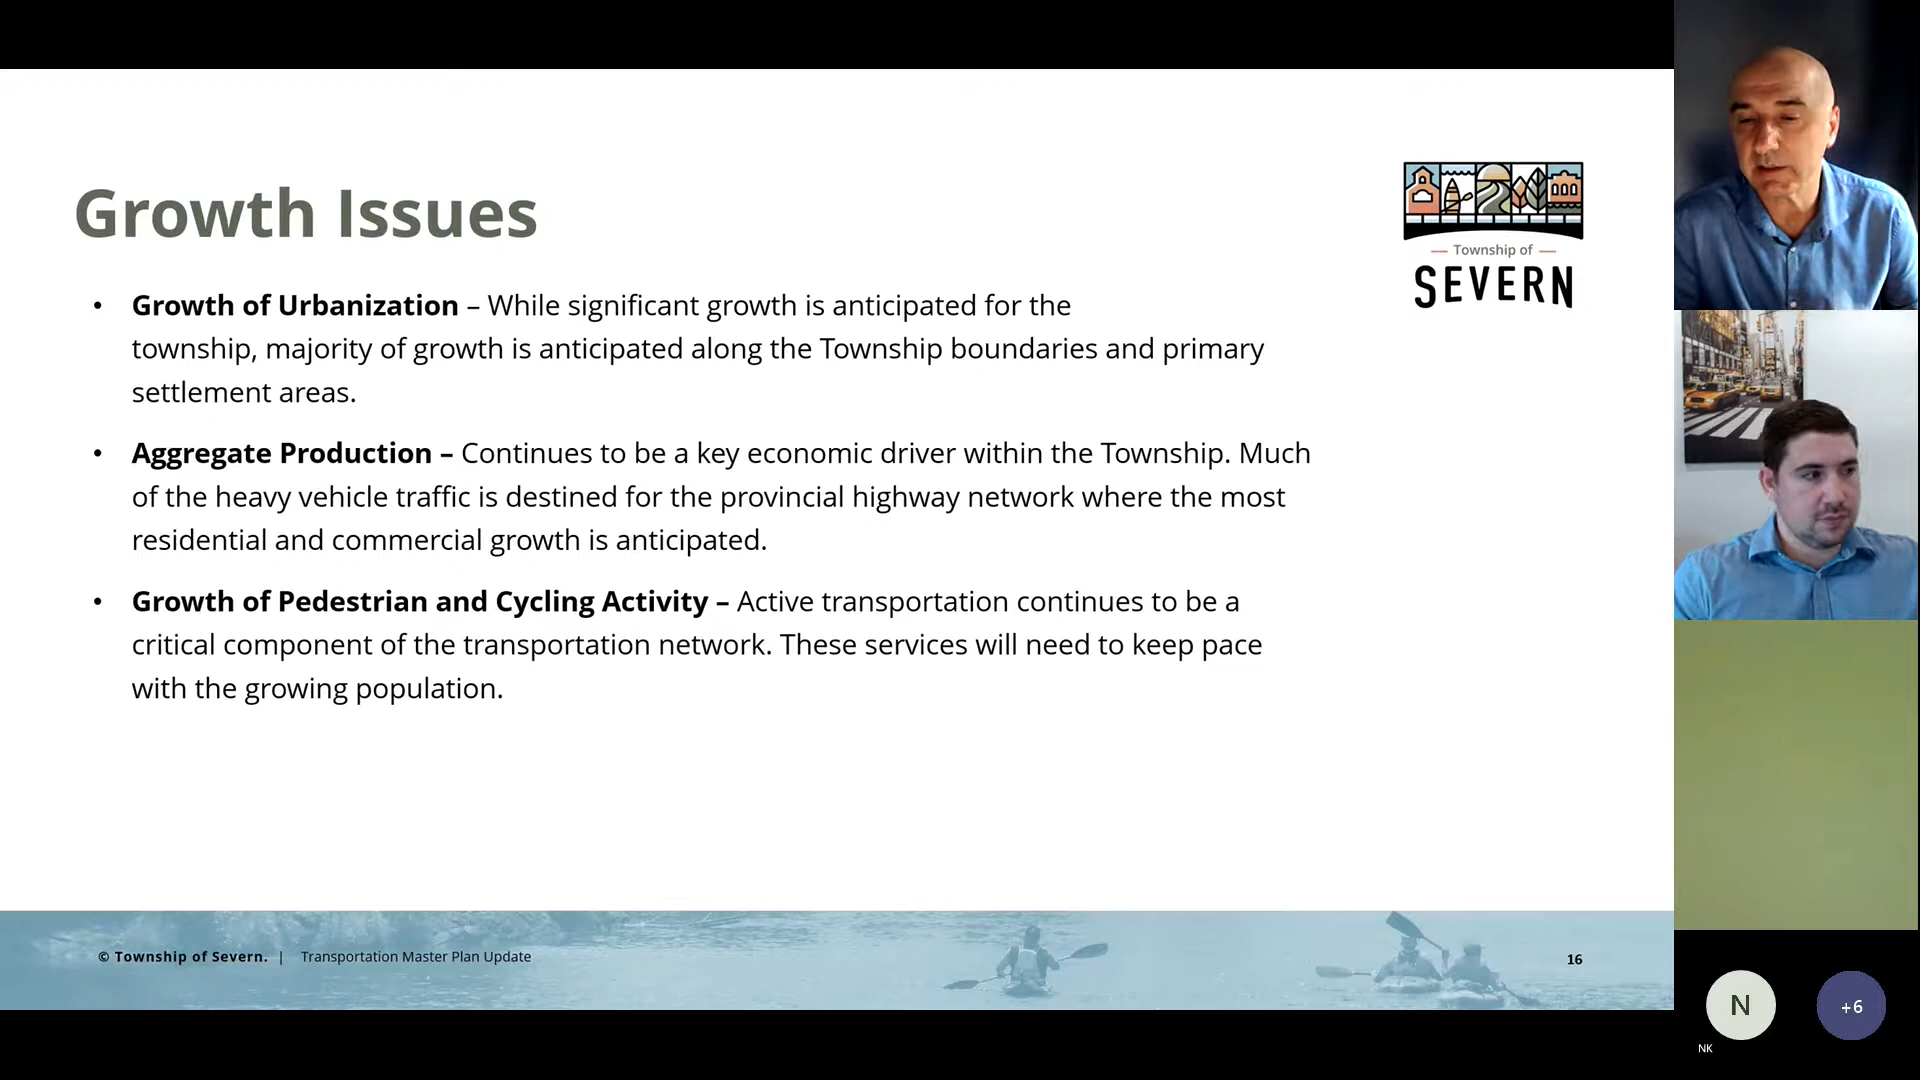 Growth Issues
Township of
SEVERN
• Growth of Urbanization – While significant growth is anticipated for the
township, majority of growth is anticipated along the Township boundaries and primary
settlement areas.
• Aggregate Production – Continues to be a key economic driver within the Township. Much
of the heavy vehicle traffic is destined for the provincial highway network where the most
residential and commercial growth is anticipated.
• Growth of Pedestrian and Cycling Activity – Active transportation continues to be a
critical component of the transportation network. These services will need to keep pace
with the growing population.
© Township of Severn. | Transportation Master Plan Update
16
N
+6
NK